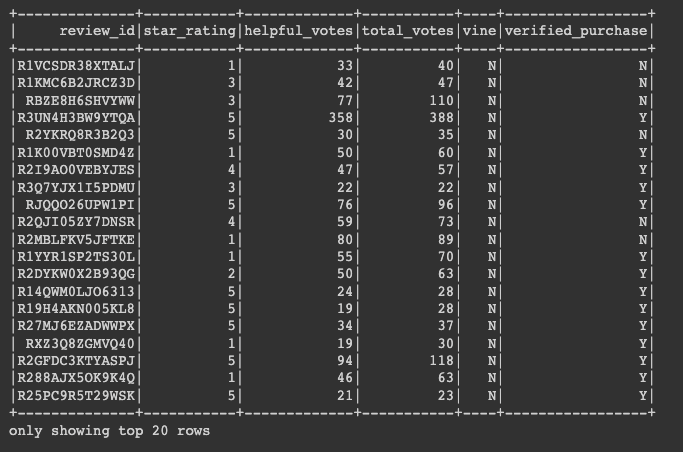 +--------------+-----------+-------------+-----------+----+-----------------+
|     review_id|star_rating|helpful_votes|total_votes|vine|verified_purchase|
+--------------+-----------+-------------+-----------+----+-----------------+
|R1VCSDR38XTALJ|          1|           33|         40|   N|                N|
|R1KMC6B2JRCZ3D|          3|           42|         47|   N|                N|
| RBZE8H6SHVYWW|          3|           77|        110|   N|                N|
|R3UN4H3BW9YTQA|          5|          358|        388|   N|                Y|
|R2YKRQ8R3B2Q3|          5|           30|         35|   N|                N|
|R1K00VBT0SMD4Z|          1|           50|         60|   N|                Y|
|R2I9AO0VEBYJES|          4|           47|         57|   N|                Y|
|R3Q7YJX1I5PDMU|          3|           22|         22|   N|                Y|
| RJQQO26UPW1PI|          5|           76|         96|   N|                Y|
|R2QJI05ZY7DNSR|          4|           59|         73|   N|                N|
|R2MBLFKV5JFTKE|          1|           80|         89|   N|                N|
|R1YYR1SP2TS30L|          1|           55|         70|   N|                Y|
|R2DYKW0X2B93QG|          2|           50|         63|   N|                Y|
|R14QWM0LJO6313|          5|           24|         28|   N|                Y|
|R19H4AKN005KL8|          5|           19|         28|   N|                Y|
|R27MJ6EZADWWPX|          5|           34|         37|   N|                Y|
| RXZ3Q8ZGMVQ40|          1|           19|         30|   N|                Y|
|R2GFDC3KTYASPJ|          5|           94|        118|   N|                Y|
|R288AJX5OK9K4Q|          1|           46|         63|   N|                Y|
|R25PC9R5T29WSK|          5|           21|         23|   N|                Y|
+--------------+-----------+-------------+-----------+----+-----------------+
only showing top 20 rows